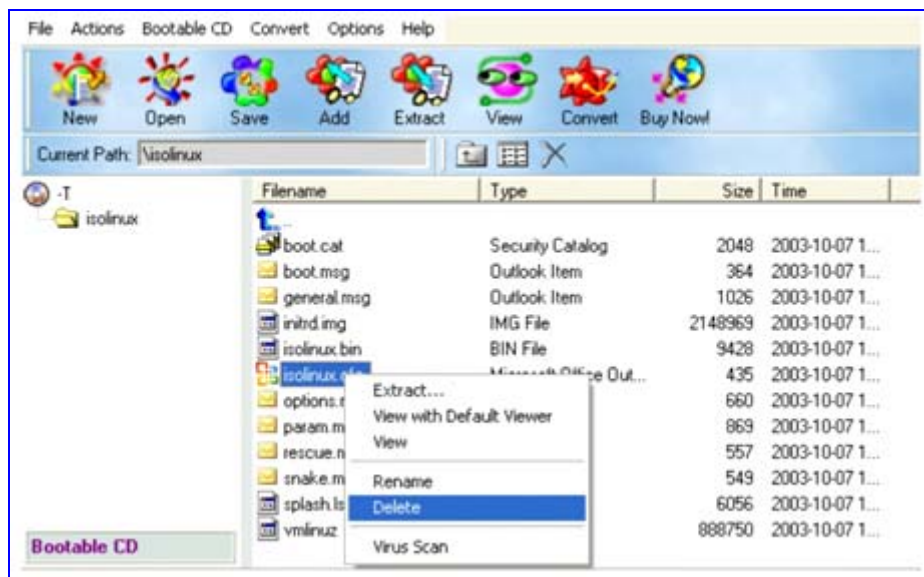 File Actions Bootable CD Convert Options Help
New Open Save Add Extract View Convert Buy Now!
Current Path: \isolinux
-T
isolinux
Filename Type Size Time
..
boot.cat Security Catalog 2048 2003-10-07 1...
boot.msg Outlook Item 364 2003-10-07 1...
general.msg Outlook Item 1026 2003-10-07 1...
initrd.img IMG File 2148969 2003-10-07 1...
isolinux.bin BIN File 9428 2003-10-07 1...
isolinux Out... 435 2003-10-07 1...
options. 660 2003-10-07 1...
param.m 869 2003-10-07 1...
rescue. 557 2003-10-07 1...
snake.m 549 2003-10-07 1...
splash.ls 6056 2003-10-07 1...
vmlinuz 888750 2003-10-07 1...
Extract...
View with Default Viewer
View
Rename
Delete
Virus Scan
Bootable CD